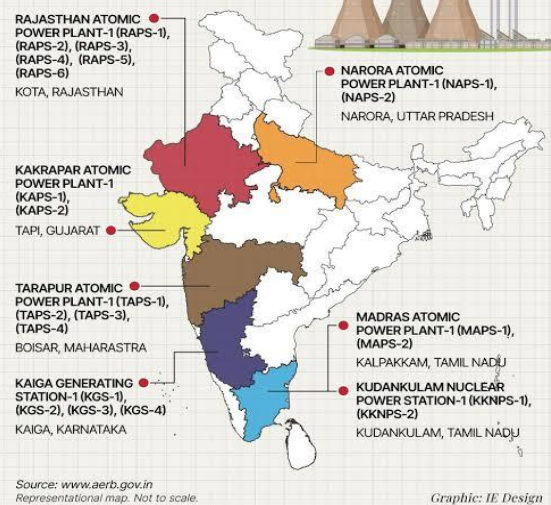 RAJASTHAN ATOMIC
POWER PLANT-1 (RAPS-1),
(RAPS-2), (RAPS-3),
(RAPS-4), (RAPS-5),
(RAPS-6)
KOTA, RAJASTHAN
NARORA ATOMIC
POWER PLANT-1 (NAPS-1),
(NAPS-2)
NARORA, UTTAR PRADESH
KAKRAPAR ATOMIC
POWER PLANT-1
(KAPS-1),
(KAPS-2)
TAPI, GUJARAT
TARAPUR ATOMIC
POWER PLANT-1 (TAPS-1),
(TAPS-2), (TAPS-3),
(TAPS-4)
BOISAR, MAHARASTRA
MADRAS ATOMIC
POWER PLANT-1 (MAPS-1),
(MAPS-2)
KALPAKKAM, TAMIL NADU
KAIGA GENERATING
STATION-1 (KGS-1),
(KGS-2), (KGS-3), (KGS-4)
KAIGA, KARNATAKA
KUDANKULAM NUCLEAR
POWER STATION-1 (KKNPS-1),
(KKNPS-2)
KUDANKULAM, TAMIL NADU
Source: www.aerb.gov.in
Representational map. Not to scale.
Graphic: IE Design